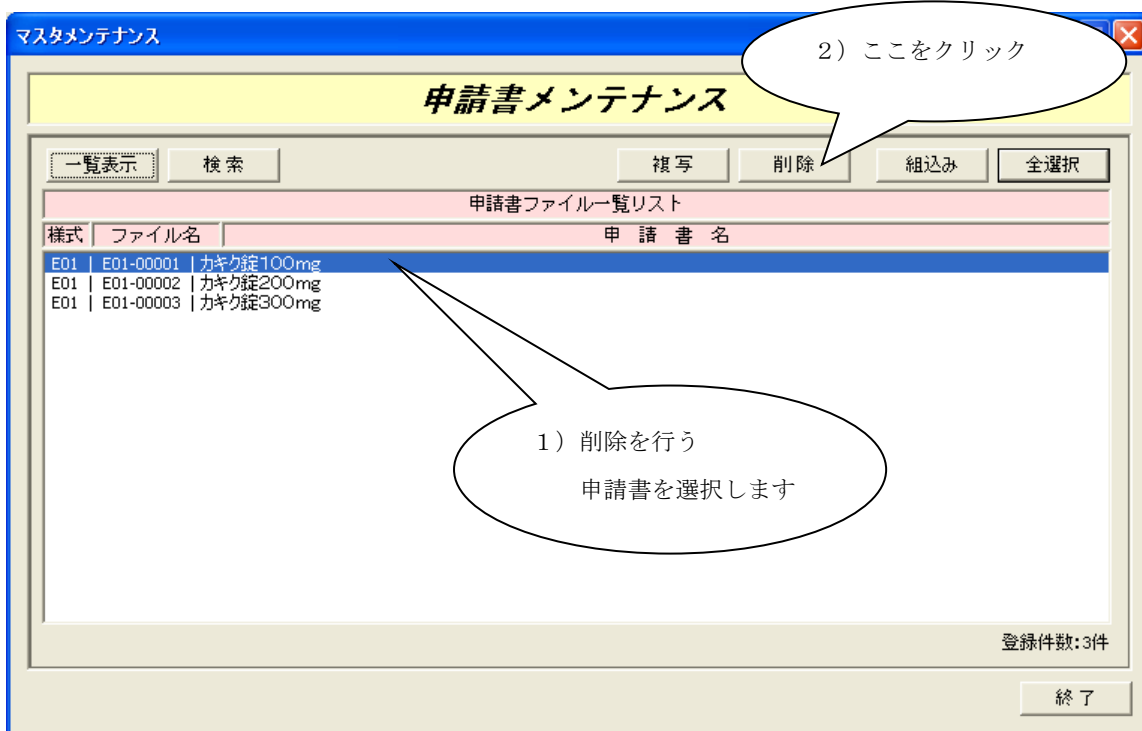 マスタメンテナンス
2）ここをクリック
申請書メンテナンス
一覧表示 検索 複写 削除 組込み 全選択
申請書ファイル一覧リスト
様式 ファイル名 申請書名
E01 | E01-00001 | カキク錠100mg
E01 | E01-00002 | カキク錠200mg
E01 | E01-00003 | カキク錠300mg
1）削除を行う
申請書を選択します
登録件数:3件
終了